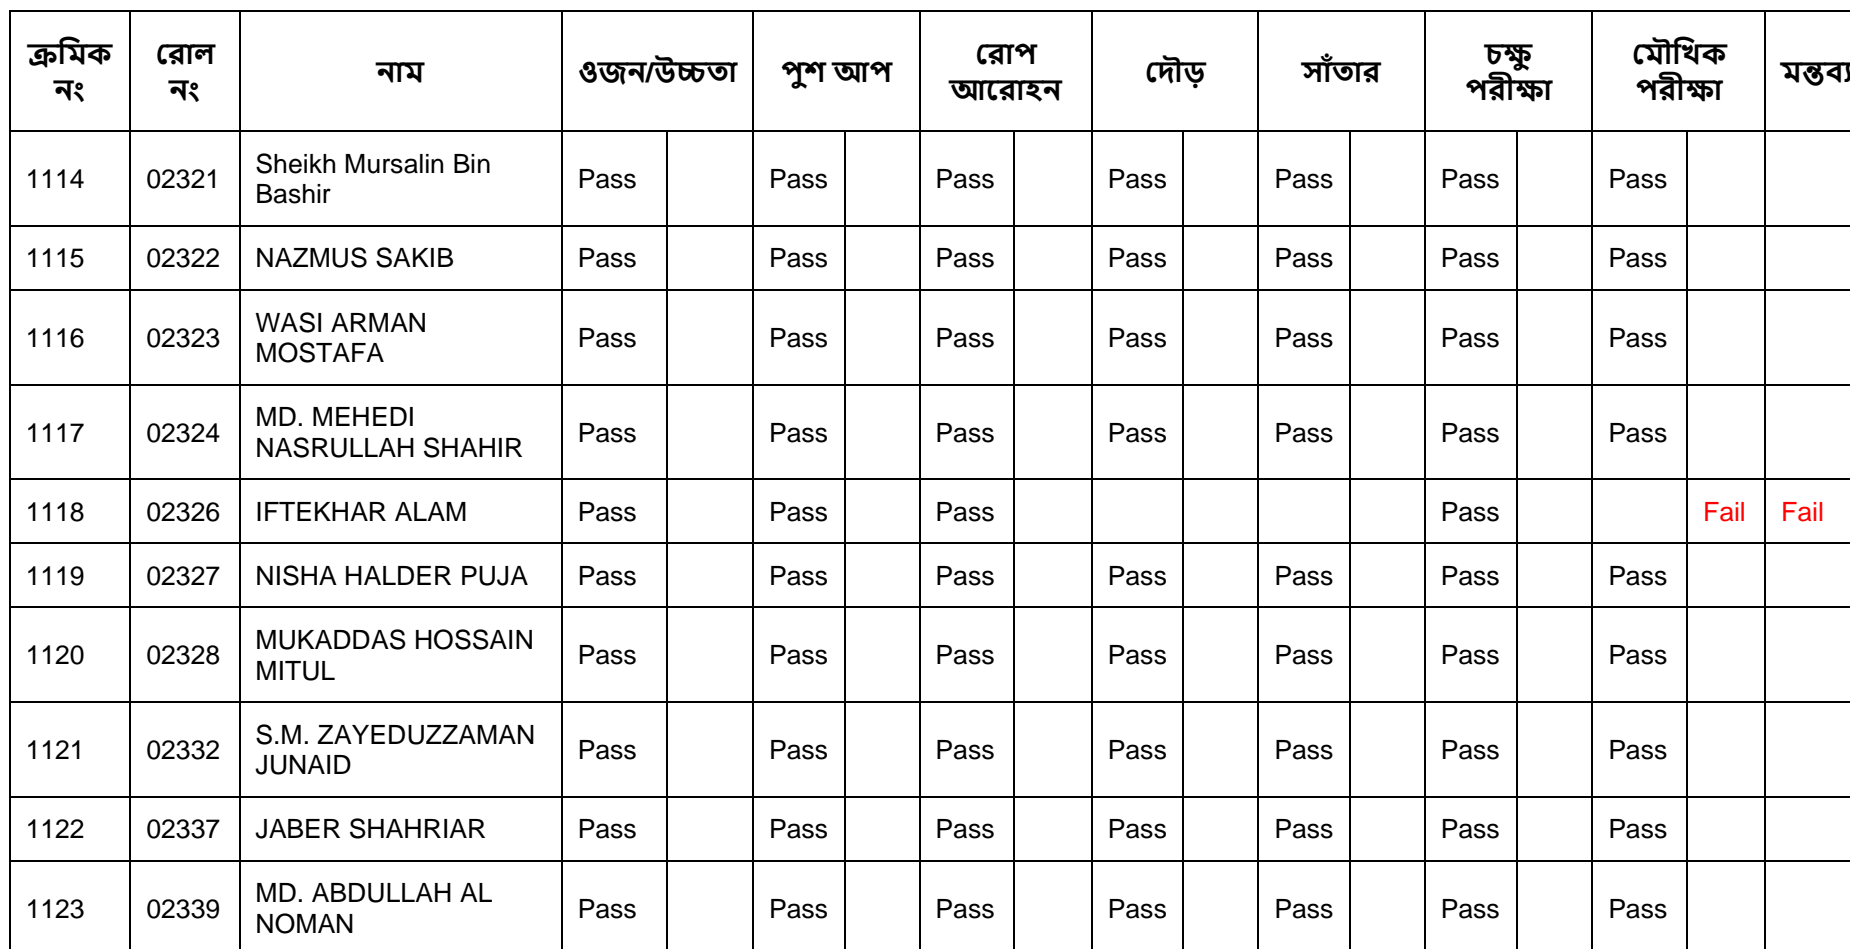 ক্রমিক নং রোল নং নাম ওজন/উচ্চতা পুশ আপ রোপ আরোহন দৌড় সাঁতার চক্ষু পরীক্ষা মৌখিক পরীক্ষা মন্তব্য
1114 02321 Sheikh Mursalin Bin Bashir Pass Pass Pass Pass Pass Pass Pass
1115 02322 NAZMUS SAKIB Pass Pass Pass Pass Pass Pass Pass
1116 02323 WASI ARMAN MOSTAFA Pass Pass Pass Pass Pass Pass Pass
1117 02324 MD. MEHEDI NASRULLAH SHAHIR Pass Pass Pass Pass Pass Pass Pass
1118 02326 IFTEKHAR ALAM Pass Pass Pass Pass Fail Fail
1119 02327 NISHA HALDER PUJA Pass Pass Pass Pass Pass Pass Pass
1120 02328 MUKADDAS HOSSAIN MITUL Pass Pass Pass Pass Pass Pass Pass
1121 02332 S.M. ZAYEDUZZAMAN JUNAID Pass Pass Pass Pass Pass Pass Pass
1122 02337 JABER SHAHRIAR Pass Pass Pass Pass Pass Pass Pass
1123 02339 MD. ABDULLAH AL NOMAN Pass Pass Pass Pass Pass Pass Pass